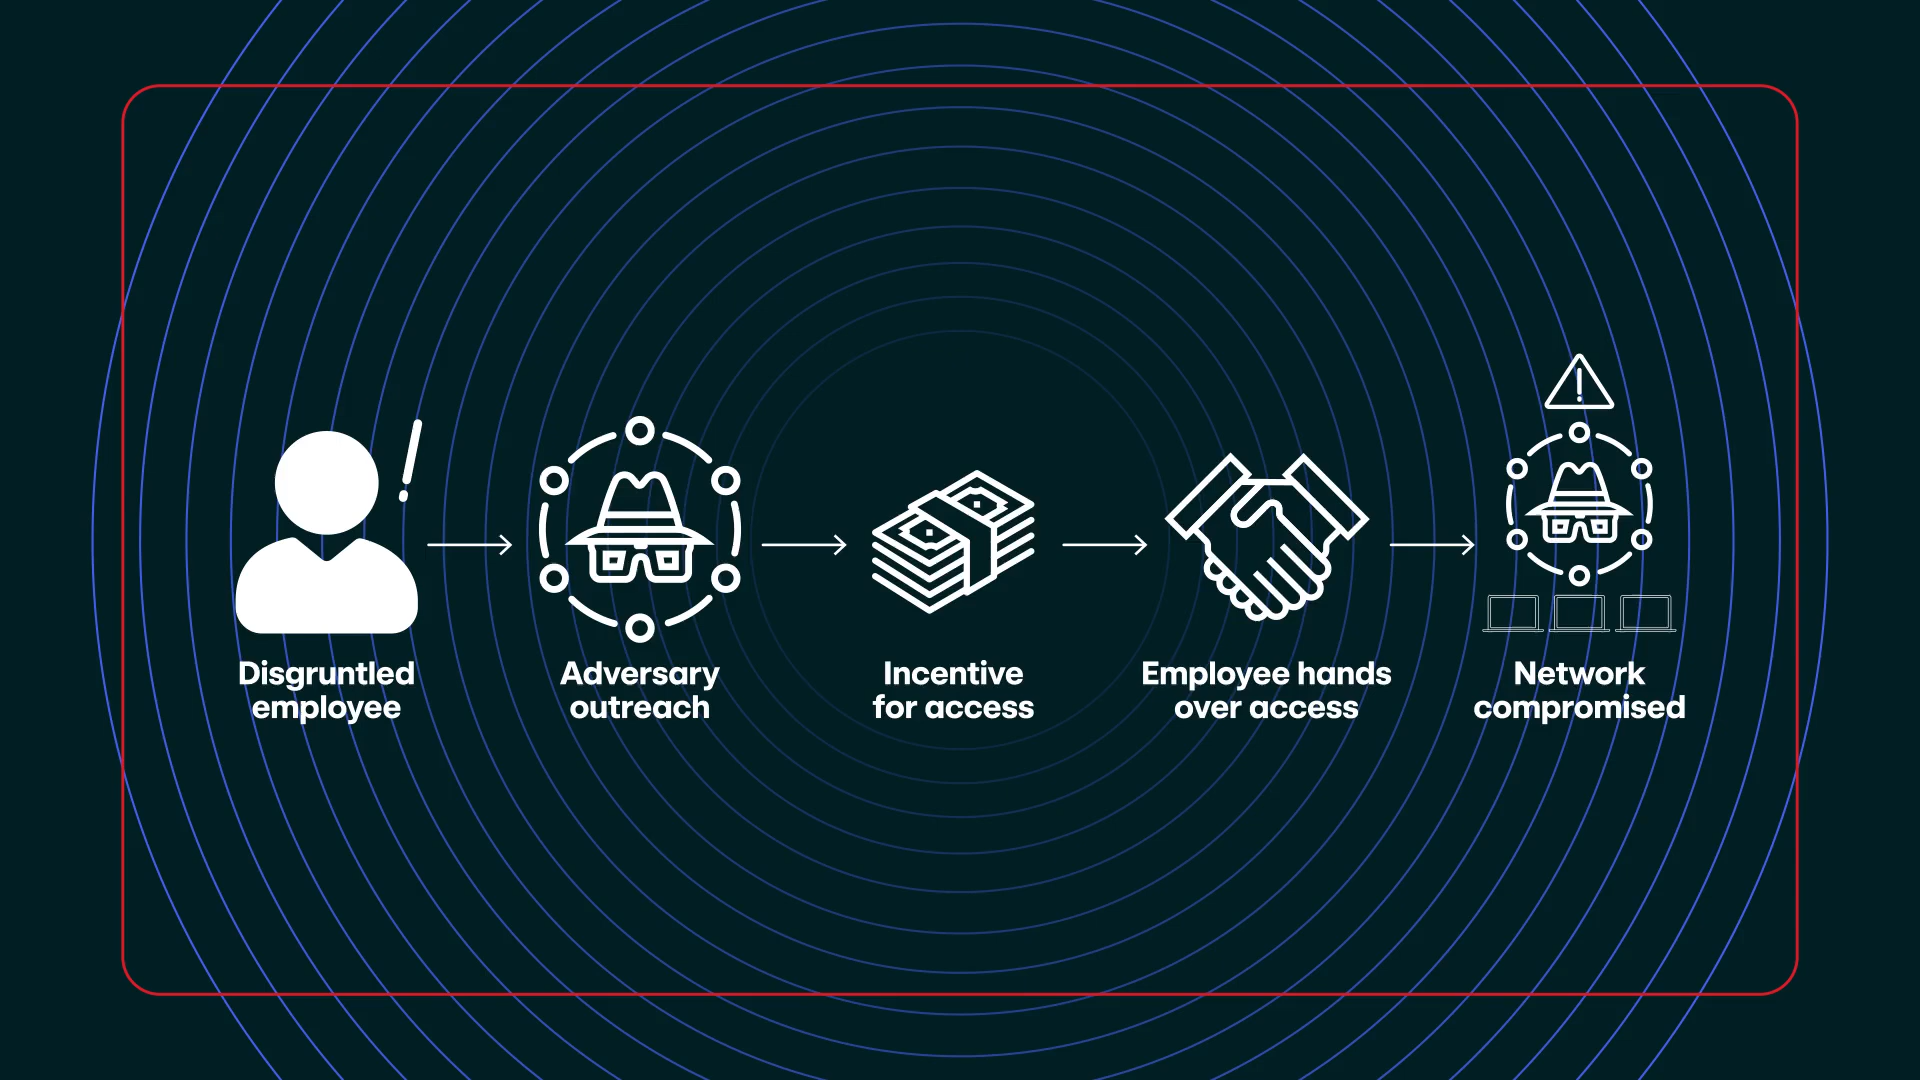 Disgruntled
employee
Adversary
outreach
Incentive
for access
Employee hands
over access
Network
compromised